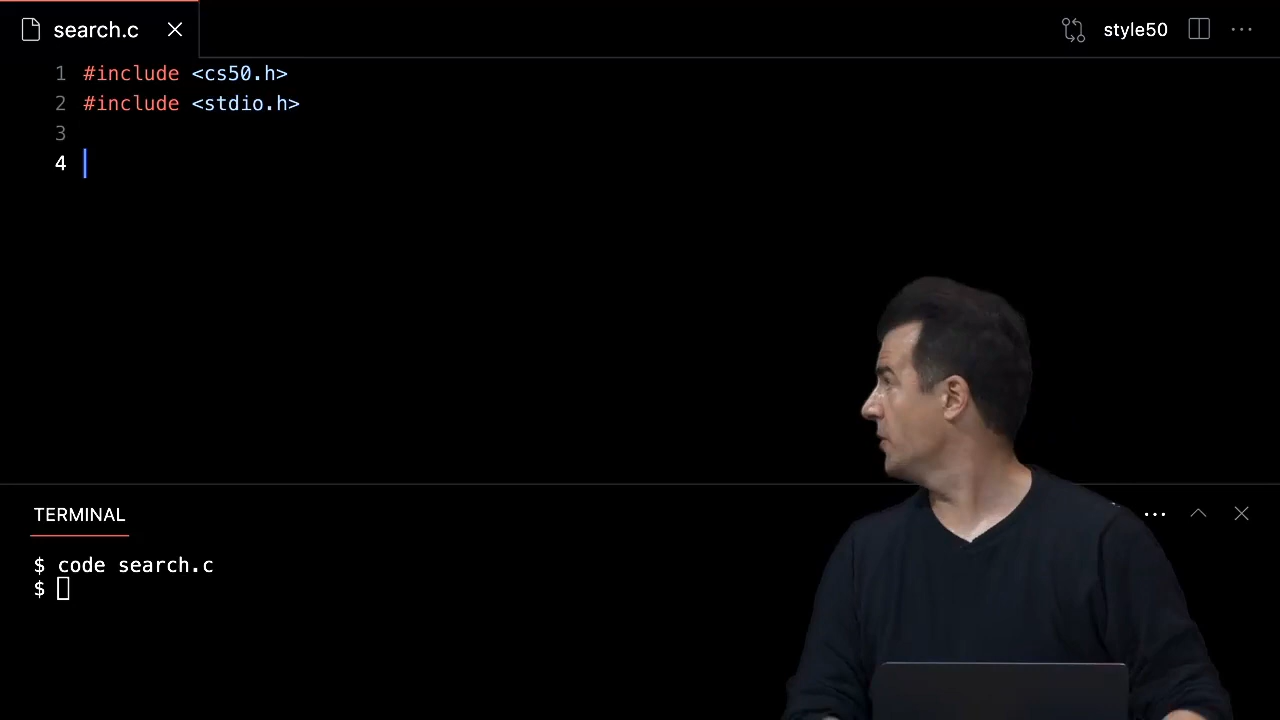 search.c
style50
1 #include <cs50.h>
2 #include <stdio.h>
3
4
TERMINAL
$ code search.c
$